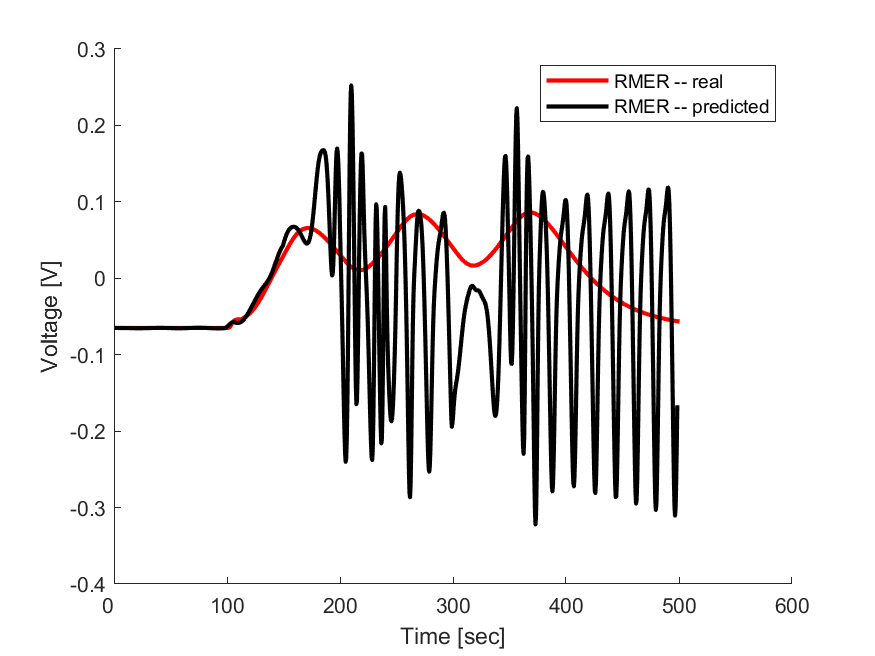 0.3
0.2
0.1
0
-0.1
-0.2
-0.3
-0.4
Voltage [V]
RMER -- real
RMER -- predicted
0 100 200 300 400 500 600
Time [sec]